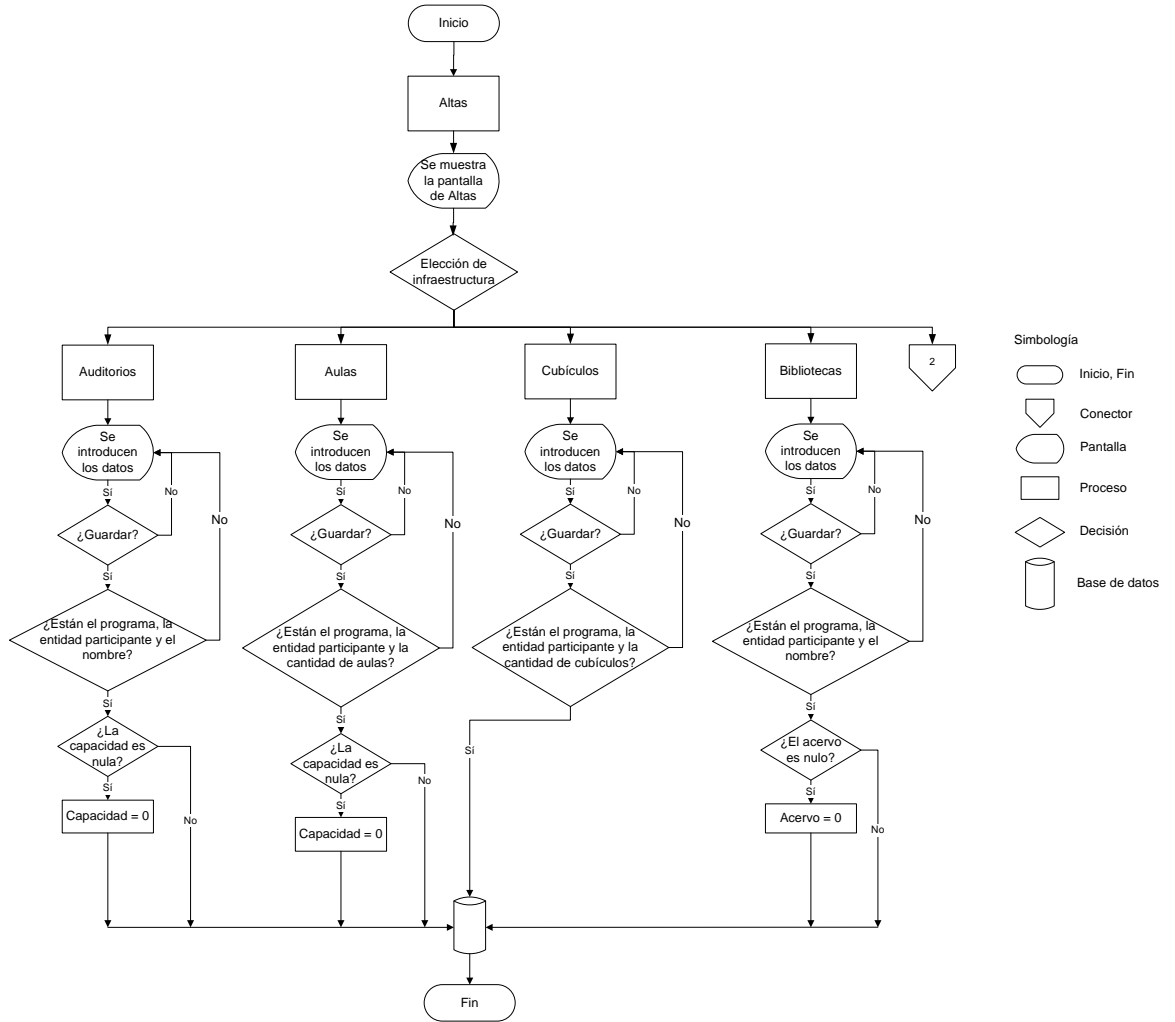 Inicio
Altas
Se muestra
la pantalla
de Altas
Elección de
infraestructura
Auditorios
Aulas
Cubículos
Bibliotecas
2
Se
introducen
los datos
Se
introducen
los datos
Se
introducen
los datos
Se
introducen
los datos
Sí
No
Sí
No
Sí
No
Sí
No
¿Guardar?
No
¿Guardar?
No
¿Guardar?
No
¿Guardar?
No
Sí
Sí
Sí
Sí
¿Están el programa, la
entidad participante y el
nombre?
¿Están el programa, la
entidad participante y la
cantidad de aulas?
¿Están el programa, la
entidad participante y la
cantidad de cubículos?
¿Están el programa, la
entidad participante y el
nombre?
Sí
Sí
Sí
Sí
¿La
capacidad es
nula?
¿La
capacidad es
nula?
¿El acervo
es nulo?
Sí
No
Sí
No
Sí
No
Capacidad = 0
Capacidad = 0
Acervo = 0
Fin
Simbología
Inicio, Fin
Conector
Pantalla
Proceso
Decisión
Base de datos